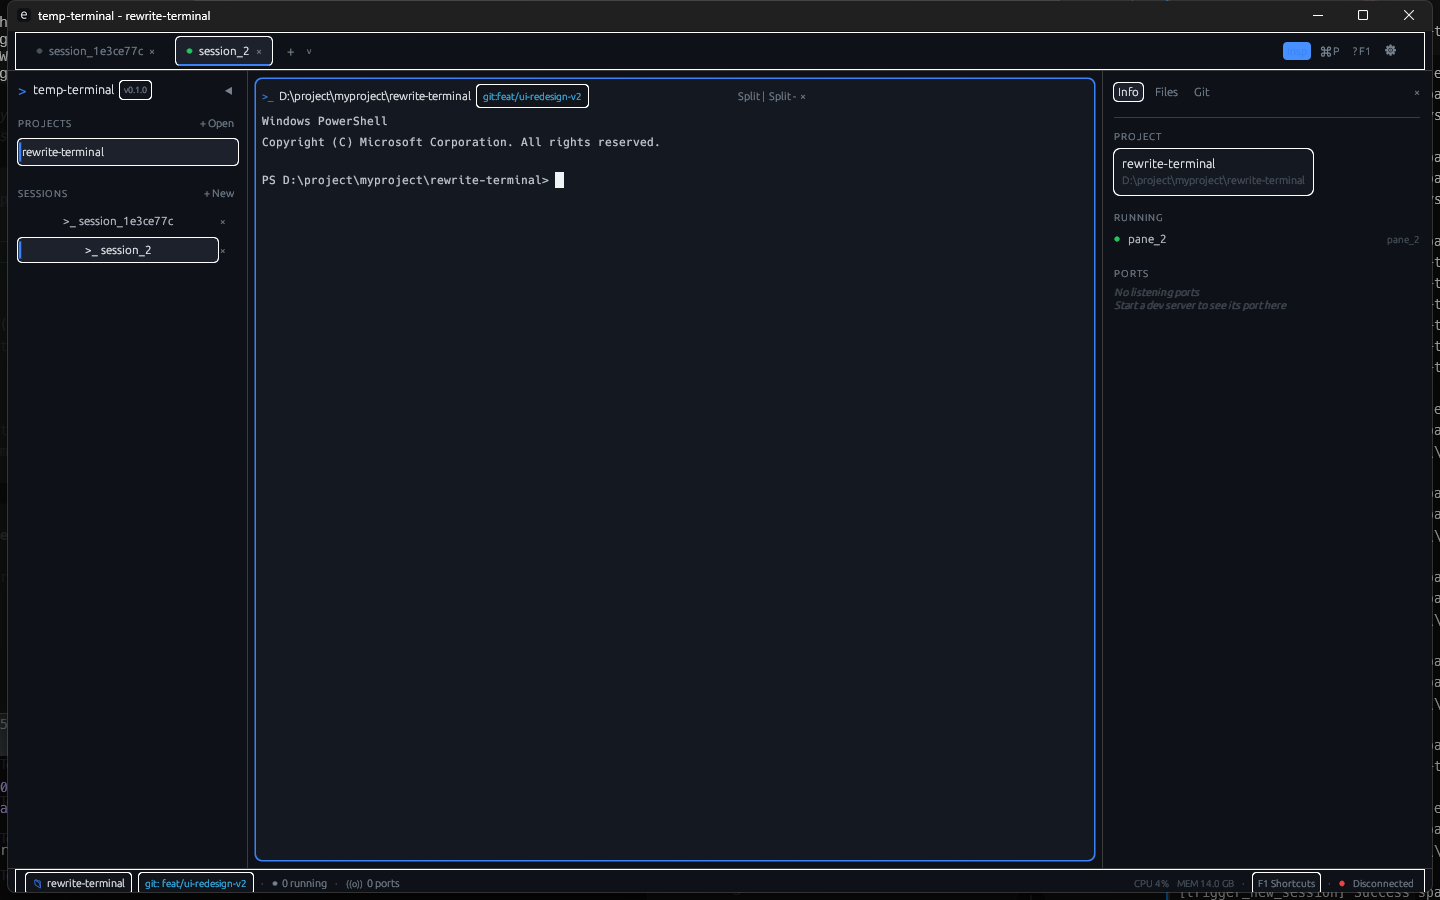 temp-terminal - rewrite-terminal
session_1e3ce77c ×
session_2 ×
+ v
⌘P ?F1
> temp-terminal v0.1.0
PROJECTS +Open
rewrite-terminal
SESSIONS +New
>_ session_1e3ce77c ×
>_ session_2 ×
>_ D:\project\myproject\rewrite-terminal git:feat/ui-redesign-v2 Split| Split- ×
Windows PowerShell
Copyright (C) Microsoft Corporation. All rights reserved.
PS D:\project\myproject\rewrite-terminal>
Info Files Git ×
PROJECT
rewrite-terminal
D:\project\myproject\rewrite-terminal
RUNNING
pane_2 pane_2
PORTS
No listening ports
Start a dev server to see its port here
rewrite-terminal git: feat/ui-redesign-v2 · 0 running · ((o)) 0 ports
CPU 4% MEM 14.0 GB · F1 Shortcuts · Disconnected
[trigger_new_session] Success